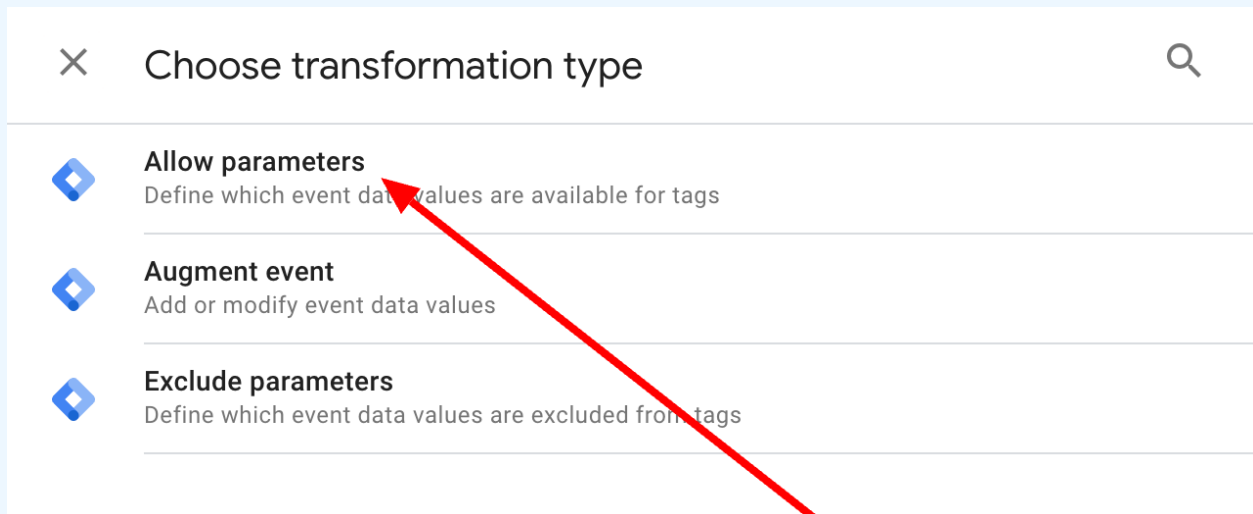 Choose transformation type
Allow parameters
Define which event data values are available for tags
Augment event
Add or modify event data values
Exclude parameters
Define which event data values are excluded from tags